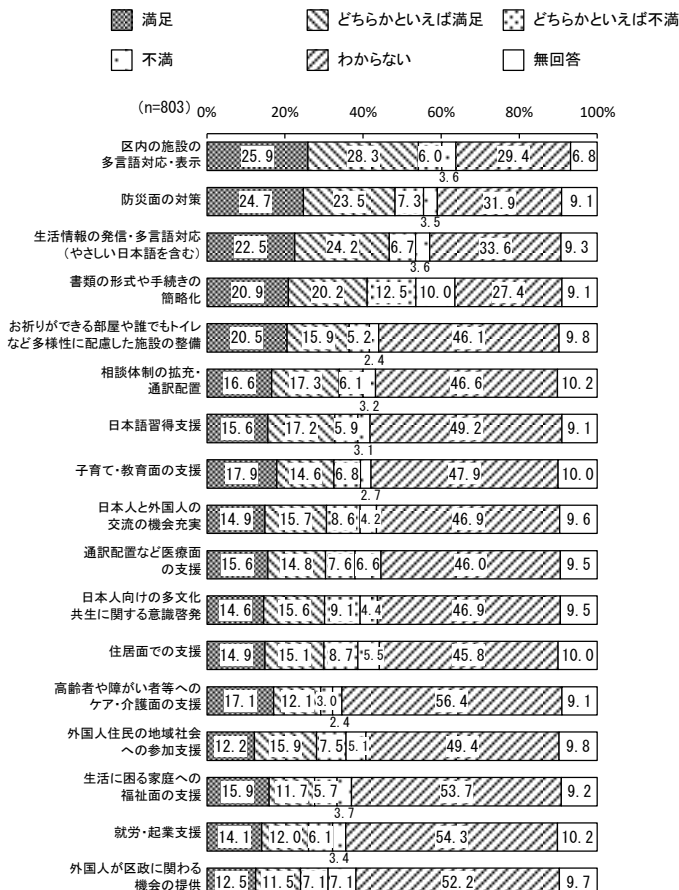 満足 どちらかといえば満足 どちらかといえば不満
不満 わからない 無回答
(n=803) 0% 20% 40% 60% 80% 100%
区内の施設の
多言語対応・表示
25.9 28.3 6.0 29.4 6.8
3.6
防災面の対策
24.7 23.5 7.3 31.9 9.1
3.5
生活情報の発信・多言語対応
（やさしい日本語を含む）
22.5 24.2 6.7 33.6 9.3
3.6
書類の形式や手続きの
簡略化
20.9 20.2 12.5 10.0 27.4 9.1
お祈りができる部屋や誰でもトイレ
など多様性に配慮した施設の整備
20.5 15.9 5.2 46.1 9.8
2.4
相談体制の拡充・
通訳配置
16.6 17.3 6.1 46.6 10.2
3.2
日本語習得支援
15.6 17.2 5.9 49.2 9.1
3.1
子育て・教育面の支援
17.9 14.6 6.8 47.9 10.0
2.7
日本人と外国人の
交流の機会充実
14.9 15.7 8.6 4.2 46.9 9.6
通訳配置など医療面
の支援
15.6 14.8 7.6 6.6 46.0 9.5
日本人向けの多文化
共生に関する意識啓発
14.6 15.6 9.1 4.4 46.9 9.5
住居面での支援
14.9 15.1 8.7 5.5 45.8 10.0
高齢者や障がい者等への
ケア・介護面の支援
17.1 12.1 3.0 56.4 9.1
2.4
外国人住民の地域社会
への参加支援
12.2 15.9 7.5 5.1 49.4 9.8
生活に困る家庭への
福祉面の支援
15.9 11.7 5.7 53.7 9.2
3.7
就労・起業支援
14.1 12.0 6.1 54.3 10.2
3.4
外国人が区政に関わる
機会の提供
12.5 11.5 7.1 7.1 52.2 9.7